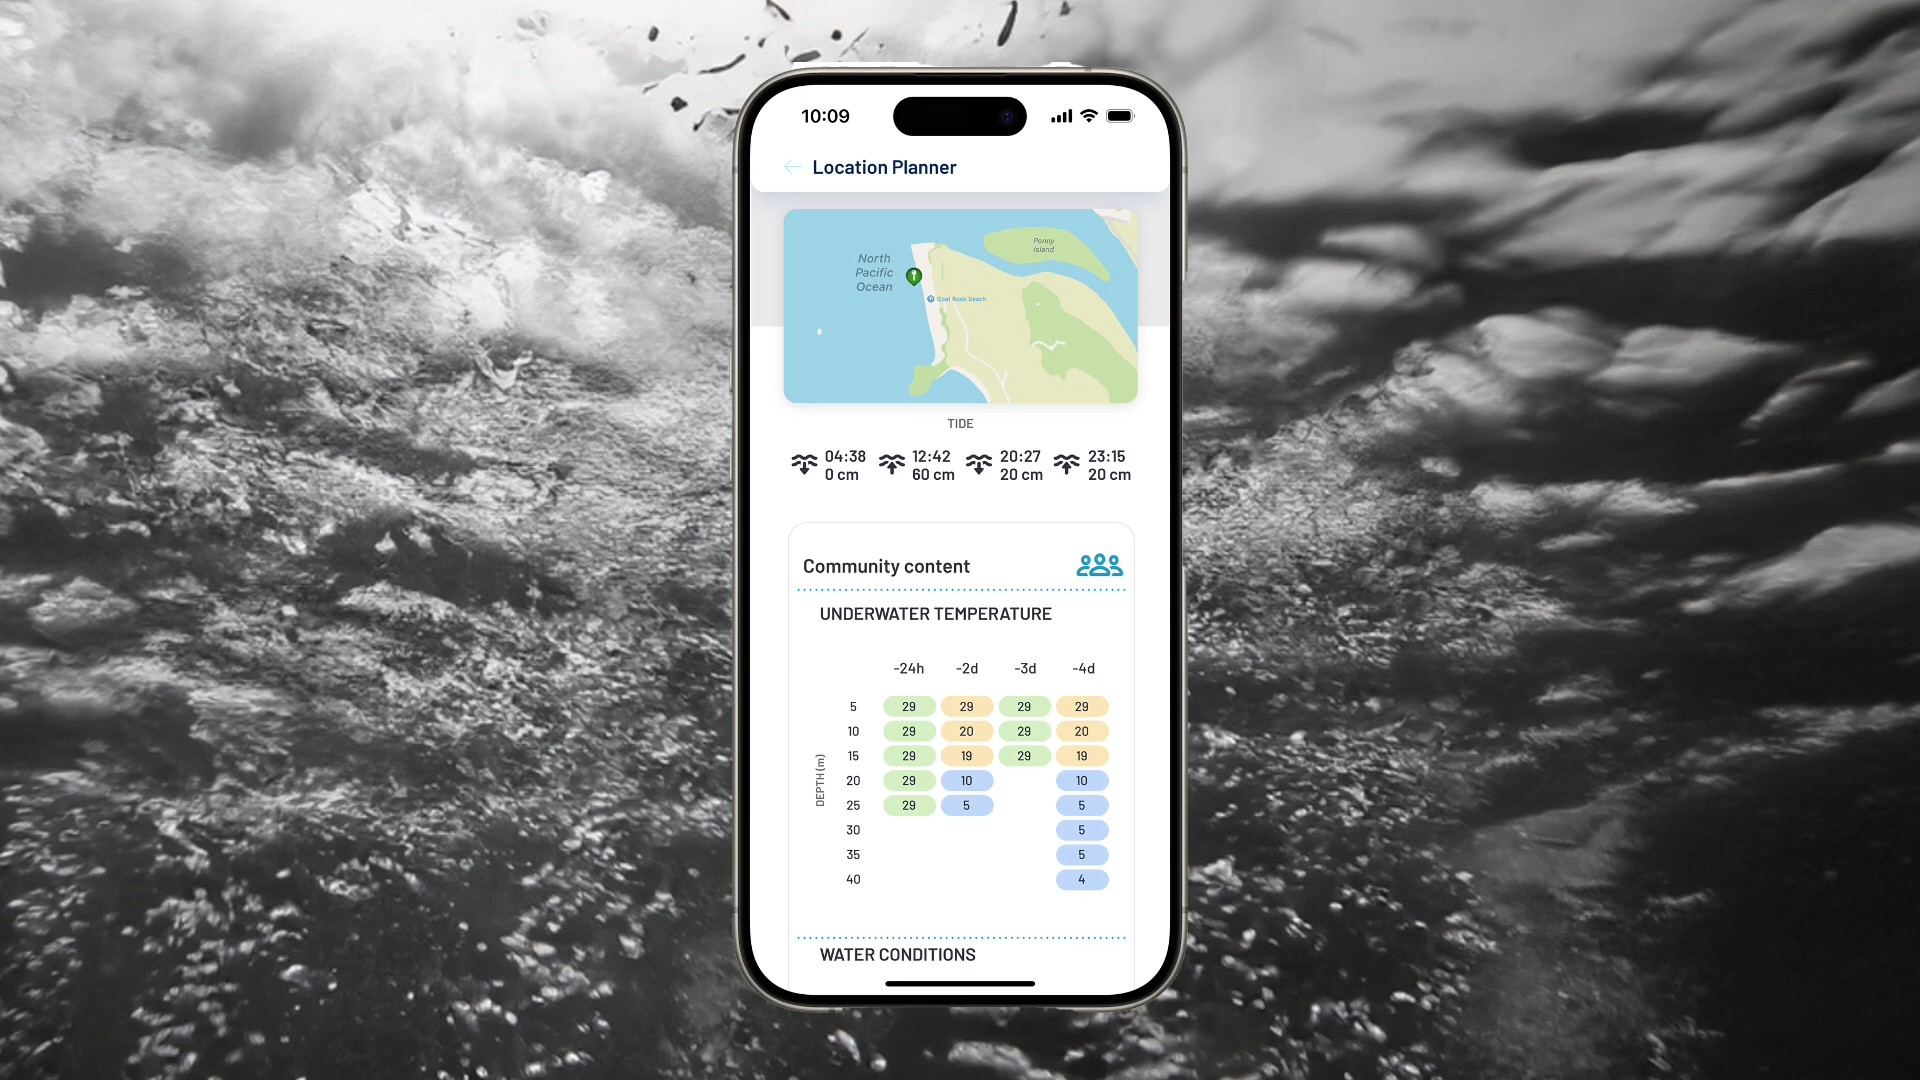 10:09
Location Planner
North
Pacific
Ocean
Penny
Island
Goat Rock Beach
TIDE
04:38 12:42 20:27 23:15
0 cm 60 cm 20 cm 20 cm
Community content
UNDERWATER TEMPERATURE
-24h -2d -3d -4d
DEPTH (m)
5 29 29 29 29
10 29 20 29 20
15 29 19 29 19
20 29 10 10
25 29 5 5
30 5
35 5
40 4
WATER CONDITIONS